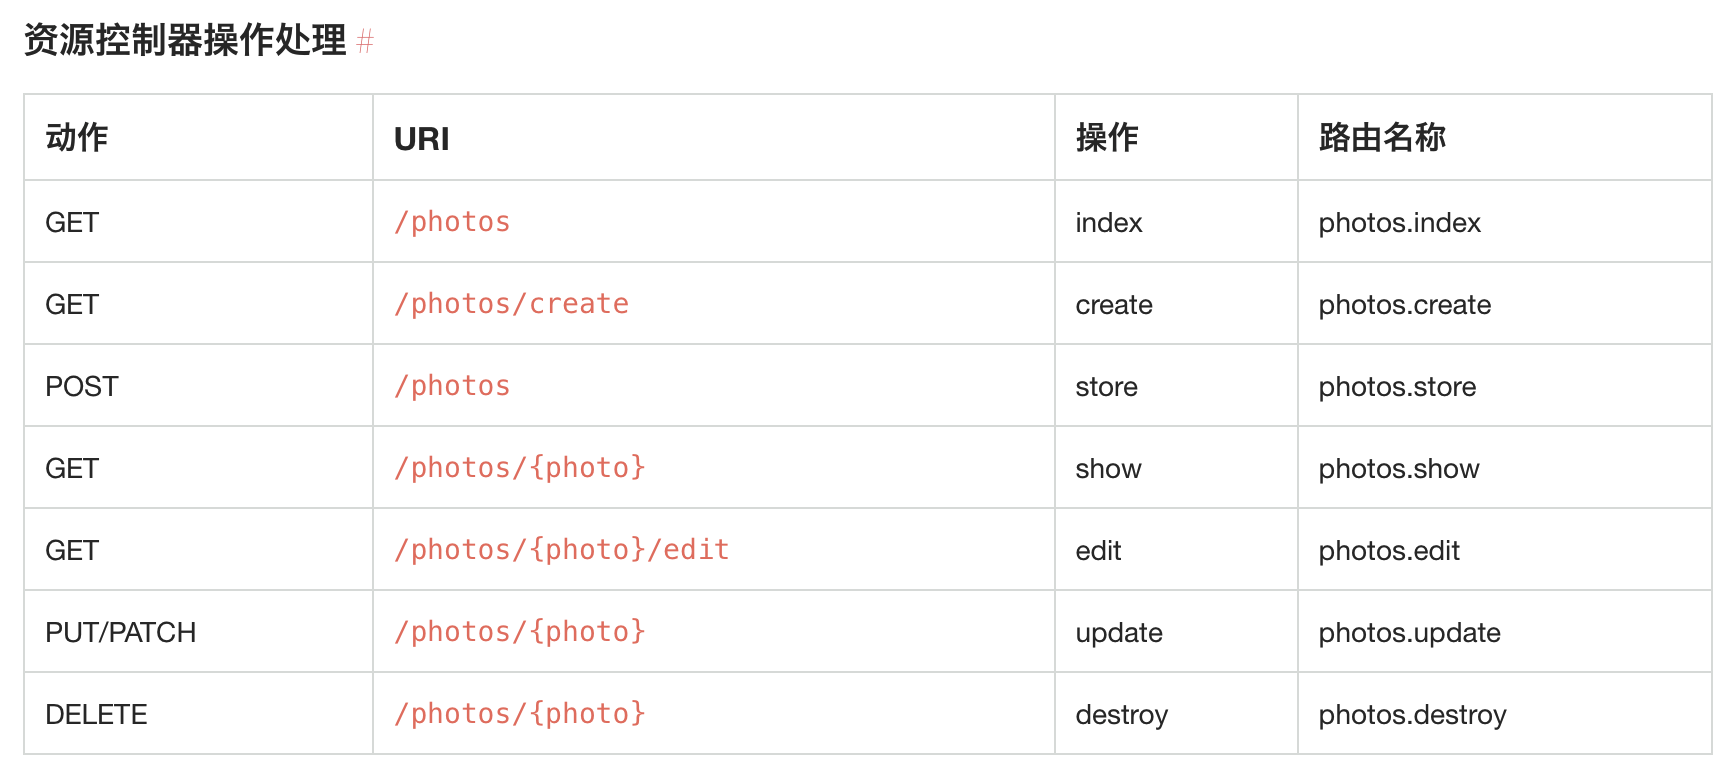 资源控制器操作处理 #
动作 URI 操作 路由名称
GET /photos index photos.index
GET /photos/create create photos.create
POST /photos store photos.store
GET /photos/{photo} show photos.show
GET /photos/{photo}/edit edit photos.edit
PUT/PATCH /photos/{photo} update photos.update
DELETE /photos/{photo} destroy photos.destroy